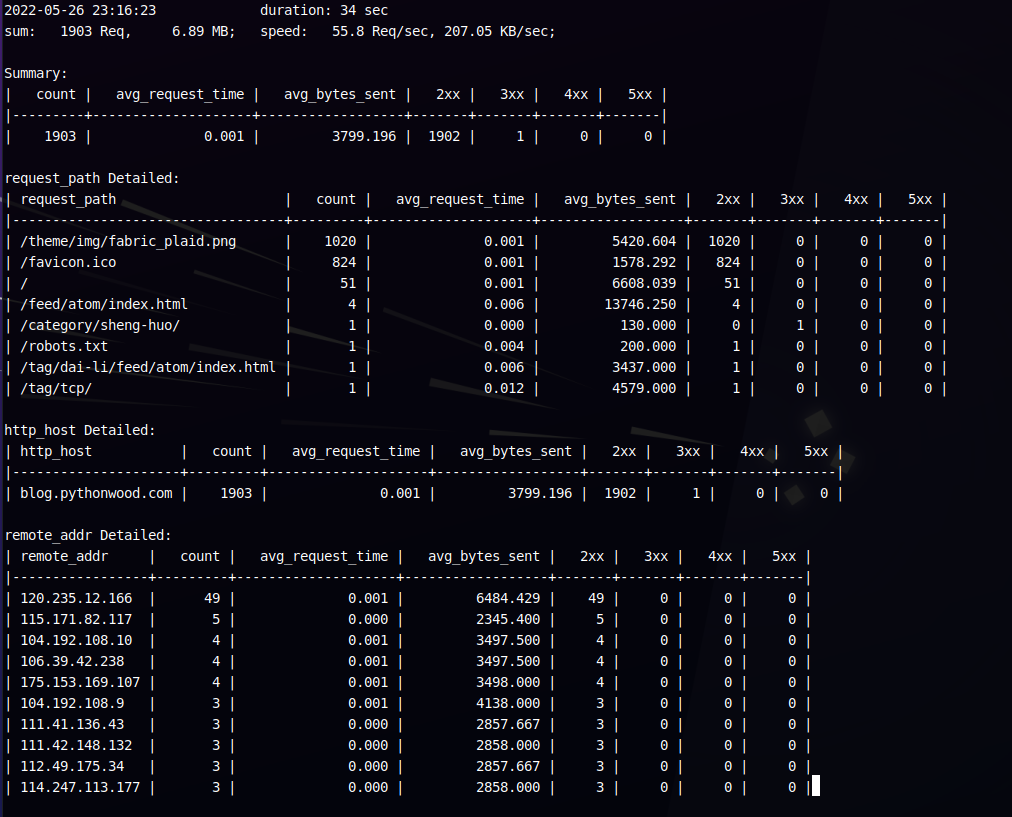 2022-05-26 23:16:23             duration: 34 sec
sum:   1903 Req,     6.89 MB;   speed:   55.8 Req/sec, 207.05 KB/sec;
Summary:
|   count |   avg_request_time |   avg_bytes_sent |   2xx |   3xx |   4xx |   5xx |
|---------+--------------------+------------------+-------+-------+-------+-------|
|    1903 |              0.001 |         3799.196 |  1902 |     1 |     0 |     0 |
request_path Detailed:
| request_path                     |   count |   avg_request_time |   avg_bytes_sent |   2xx |   3xx |   4xx |   5xx |
|----------------------------------+---------+--------------------+------------------+-------+-------+-------+-------|
| /theme/img/fabric_plaid.png      |    1020 |              0.001 |         5420.604 |  1020 |     0 |     0 |     0 |
| /favicon.ico                     |     824 |              0.001 |         1578.292 |   824 |     0 |     0 |     0 |
| /                                |      51 |              0.001 |         6608.039 |    51 |     0 |     0 |     0 |
| /feed/atom/index.html            |       4 |              0.006 |        13746.250 |     4 |     0 |     0 |     0 |
| /category/sheng-huo/             |       1 |              0.000 |          130.000 |     0 |     1 |     0 |     0 |
| /robots.txt                      |       1 |              0.004 |          200.000 |     1 |     0 |     0 |     0 |
| /tag/dai-li/feed/atom/index.html |       1 |              0.006 |         3437.000 |     1 |     0 |     0 |     0 |
| /tag/tcp/                        |       1 |              0.012 |         4579.000 |     1 |     0 |     0 |     0 |
http_host Detailed:
| http_host           |   count |   avg_request_time |   avg_bytes_sent |   2xx |   3xx |   4xx |   5xx |
|---------------------+---------+--------------------+------------------+-------+-------+-------+-------|
| blog.pythonwood.com |    1903 |              0.001 |         3799.196 |  1902 |     1 |     0 |     0 |
remote_addr Detailed:
| remote_addr     |   count |   avg_request_time |   avg_bytes_sent |   2xx |   3xx |   4xx |   5xx |
|-----------------+---------+--------------------+------------------+-------+-------+-------+-------|
| 120.235.12.166  |      49 |              0.001 |         6484.429 |    49 |     0 |     0 |     0 |
| 115.171.82.117  |       5 |              0.000 |         2345.400 |     5 |     0 |     0 |     0 |
| 104.192.108.10  |       4 |              0.001 |         3497.500 |     4 |     0 |     0 |     0 |
| 106.39.42.238   |       4 |              0.001 |         3497.500 |     4 |     0 |     0 |     0 |
| 175.153.169.107 |       4 |              0.001 |         3498.000 |     4 |     0 |     0 |     0 |
| 104.192.108.9   |       3 |              0.001 |         4138.000 |     3 |     0 |     0 |     0 |
| 111.41.136.43   |       3 |              0.000 |         2857.667 |     3 |     0 |     0 |     0 |
| 111.42.148.132  |       3 |              0.000 |         2858.000 |     3 |     0 |     0 |     0 |
| 112.49.175.34   |       3 |              0.000 |         2857.667 |     3 |     0 |     0 |     0 |
| 114.247.113.177 |       3 |              0.000 |         2858.000 |     3 |     0 |     0 |     0 |